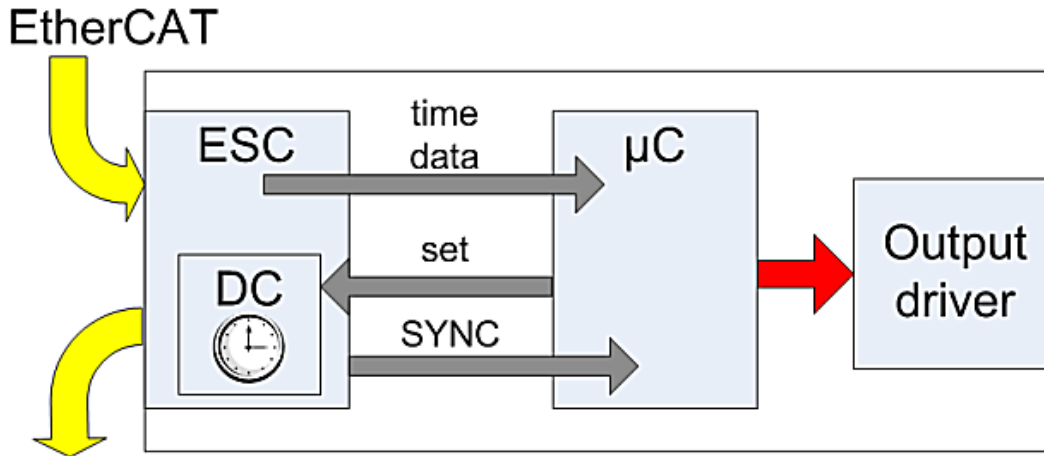 EtherCAT
ESC
time
data
µC
set
DC
SYNC
Output
driver